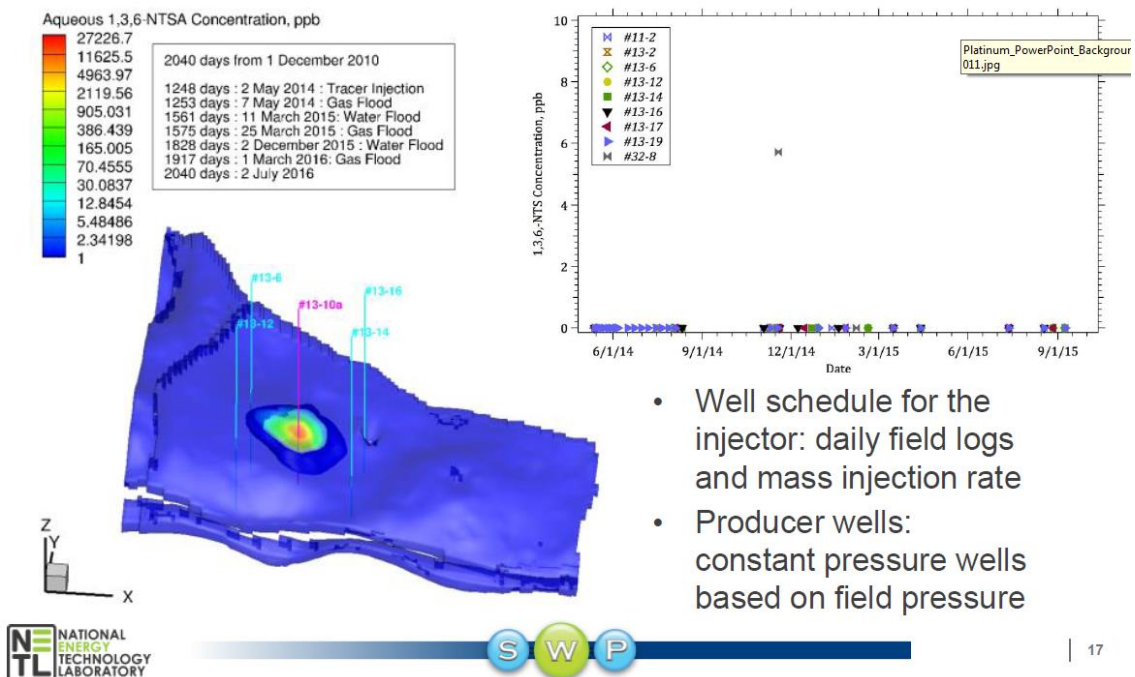 Aqueous 1,3,6-NTSA Concentration, ppb
27226.7
11625.5
4963.97
2119.56
905.031
386.439
165.005
70.4555
30.0837
12.8454
5.48486
2.34198
1
2040 days from 1 December 2010
1248 days : 2 May 2014 : Tracer Injection
1253 days : 7 May 2014 : Gas Flood
1561 days : 11 March 2015: Water Flood
1575 days : 25 March 2015 : Gas Flood
1828 days : 2 December 2015 : Water Flood
1917 days : 1 March 2016: Gas Flood
2040 days : 2 July 2016
#13-6
#13-16
#13-10a
#13-12
#13-14
Z
Y
X
10
8
6
4
2
0
1,3,6,-NTS Concentration, ppb
#11-2
#13-2
#13-6
#13-12
#13-14
#13-16
#13-17
#13-19
#32-8
Platinum_PowerPoint_Backgroun
011.jpg
6/1/14 9/1/14 12/1/14 3/1/15 6/1/15 9/1/15
Date
• Well schedule for the
injector: daily field logs
and mass injection rate
• Producer wells:
constant pressure wells
based on field pressure
NETL
NATIONAL
ENERGY
TECHNOLOGY
LABORATORY
S W P
17